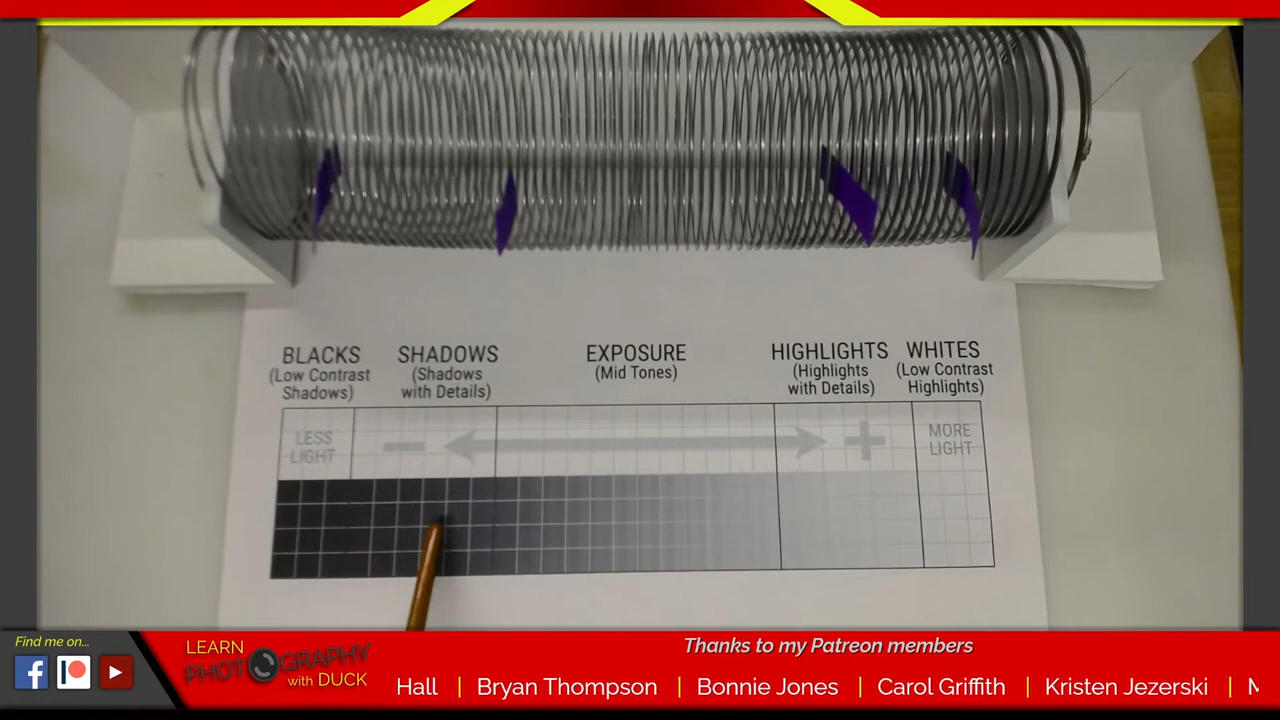 BLACKS
(Low Contrast
Shadows)
SHADOWS
(Shadows
with Details)
EXPOSURE
(Mid Tones)
HIGHLIGHTS
(Highlights
with Details)
WHITES
(Low Contrast
Highlights)
LESS
LIGHT
MORE
LIGHT
Find me on...
LEARN
PHOTOGRAPHY
with DUCK
Thanks to my Patreon members
Hall | Bryan Thompson | Bonnie Jones | Carol Griffith | Kristen Jezerski |